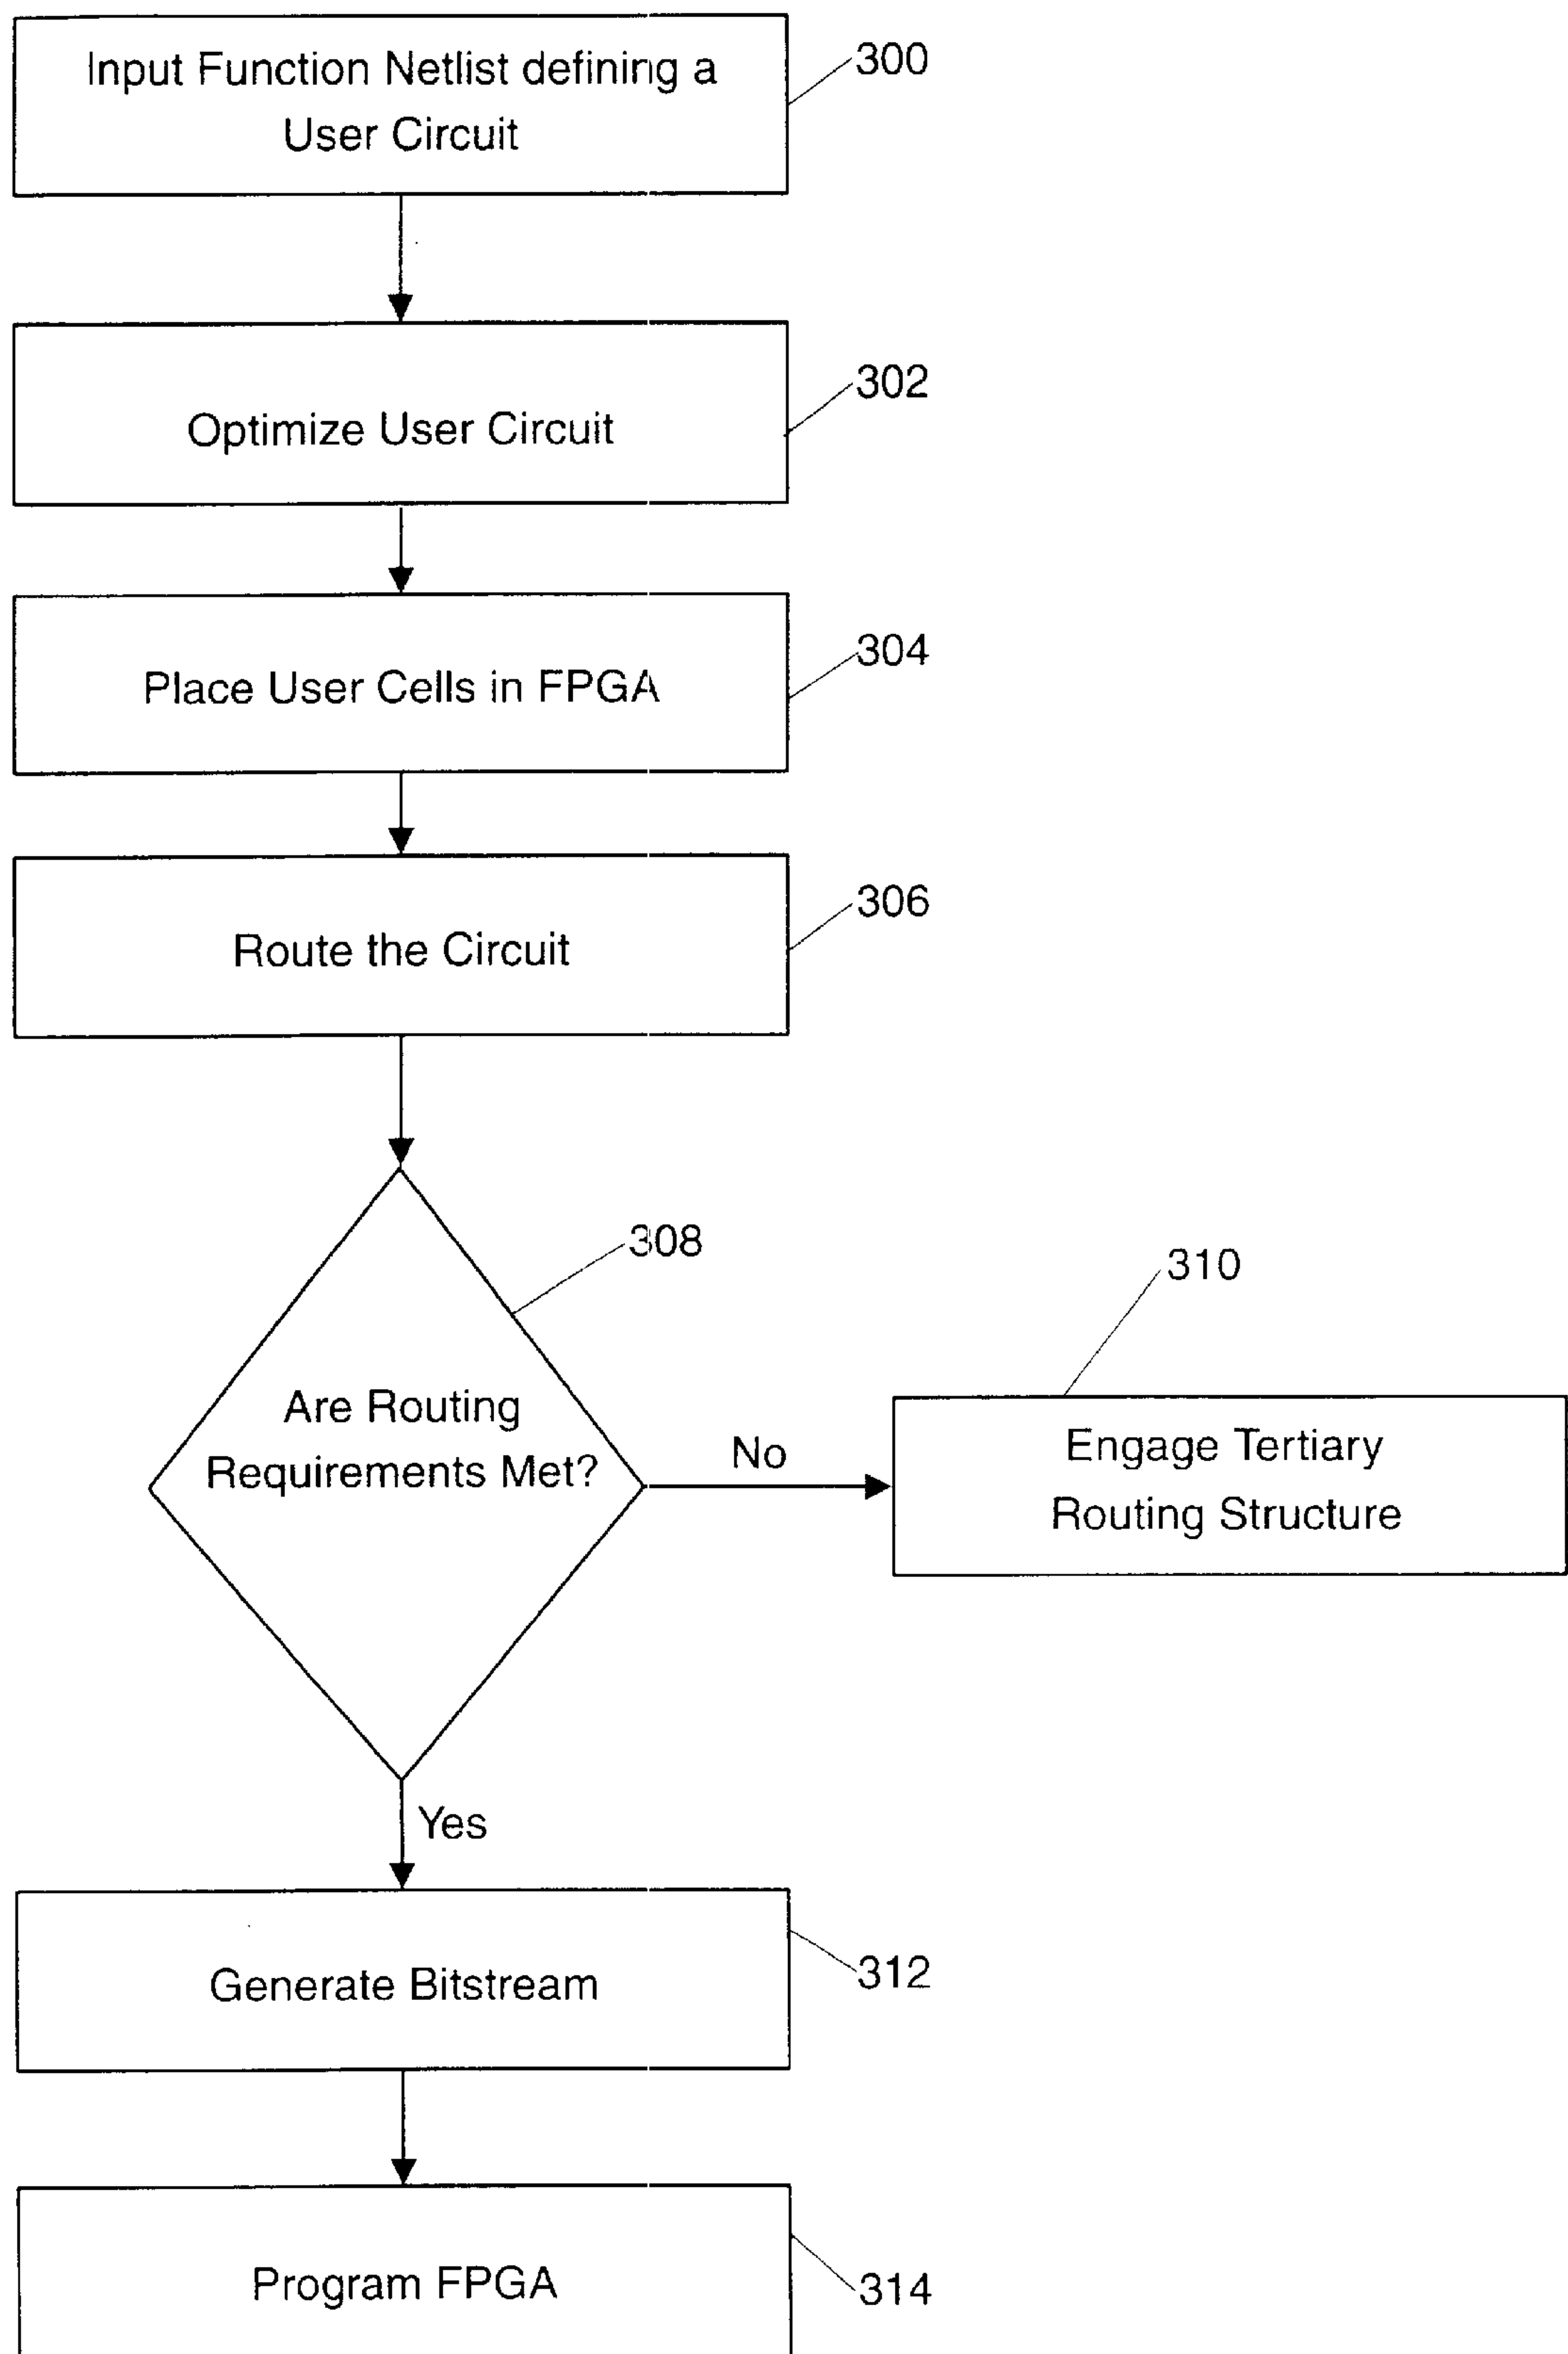 Input Function Netlist defining a
User Circuit
300
Optimize User Circuit
302
Place User Cells in FPGA
304
Route the Circuit
306
308
310
Are Routing
Requirements Met?
No
Engage Tertiary
Routing Structure
Yes
Generate Bitstream
312
Program FPGA
314